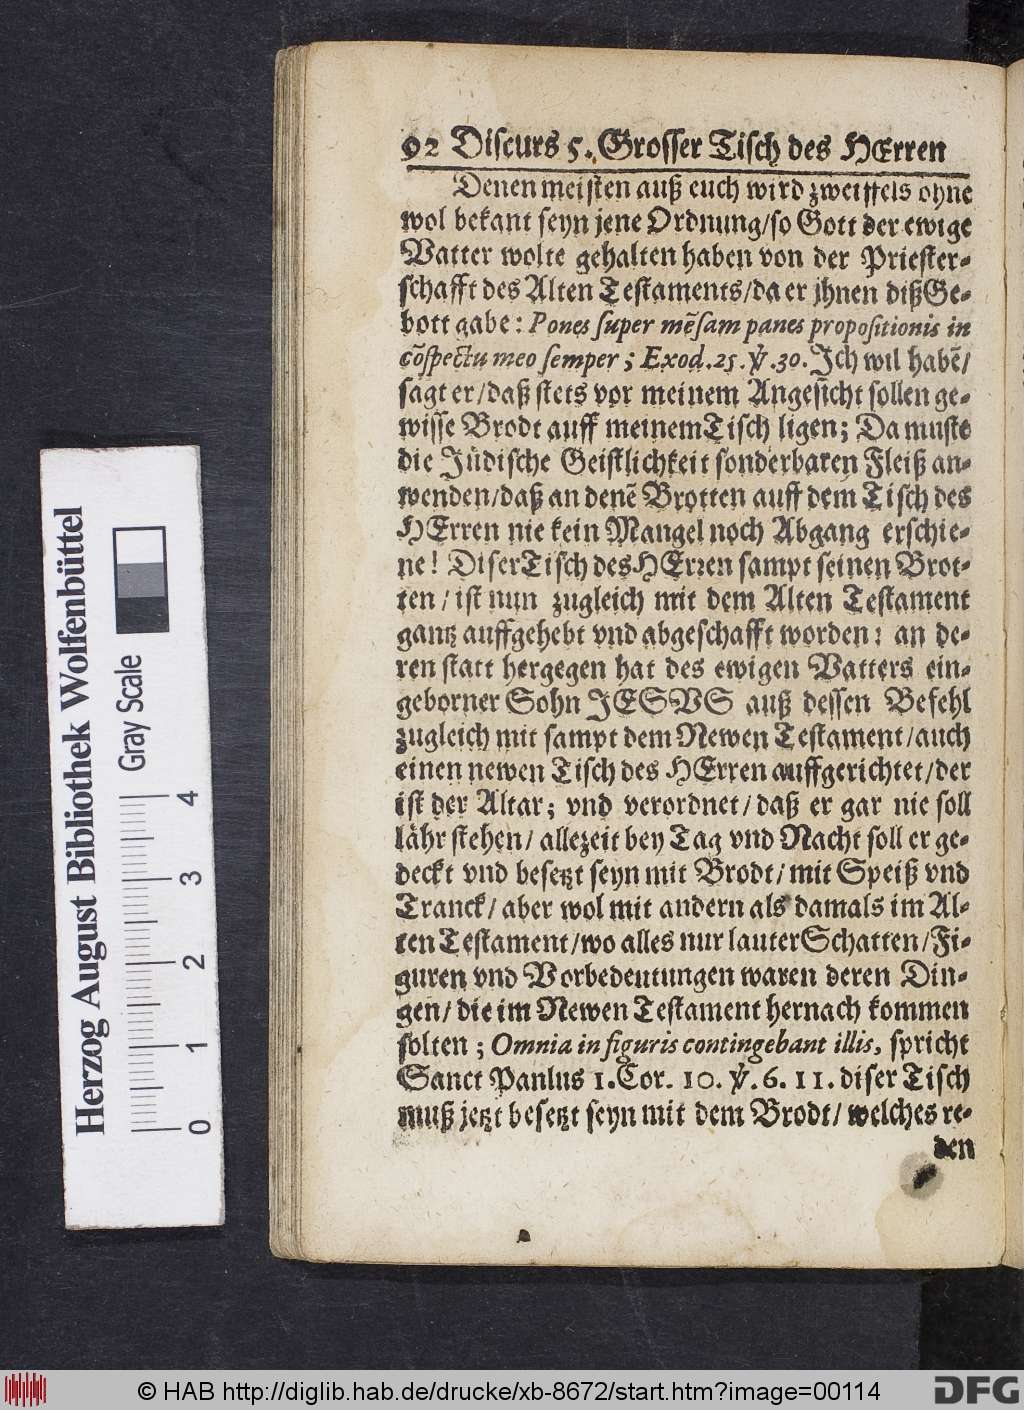 92 Discurs 5. Grosser Tisch des HErren
Denen meisten auß euch wird zweiffels ohne
wol bekant seyn jene Ordnung/so Gott der ewige
Vatter wolte gehalten haben von der Priester-
schafft des Alten Testaments/da er jhnen diß Ge-
bott gabe: Pones super mēsam panes propositionis in
cōspectu meo semper; Exod. 25. ℣. 30. Ich wil habē/
sagt er/daß stets vor meinem Angesicht sollen ge-
wisse Brodt auff meinem Tisch ligen; Da muste
die Jüdische Geistlichkeit sonderbaren Fleiß an-
wenden/daß an denē Brotten auff dem Tisch des
HErren nie kein Mangel noch Abgang erschie-
ne! Diser Tisch des HErren sampt seinen Brot-
ten/ ist nun zugleich mit dem Alten Testament
gantz auffgehebt vnd abgeschafft worden: an de-
ren statt hergegen hat des ewigen Vatters ein-
geborner Sohn JESVS auß dessen Befehl
zugleich mit sampt dem Newen Testament/auch
einen newen Tisch des HErren auffgerichtet/der
ist der Altar; vnd verordnet/ daß er gar nie soll
lähr stehen/ allezeit bey Tag vnd Nacht soll er ge-
deckt vnd besetzt seyn mit Brodt/ mit Speiß vnd
Tranck/ aber wol mit andern als damals im Al-
ten Testament/wo alles nur lauter Schatten/Fi-
guren vnd Vorbedeutungen waren deren Din-
gen/ die im Newen Testament hernach kommen
solten; Omnia in figuris contingebant illis, spricht
Sanct Panlus 1. Cor. 10. ℣. 6. 11. diser Tisch
muß jetzt besetzt seyn mit dem Brodt/ welches re-
den
Herzog August Bibliothek Wolfenbüttel
Gray Scale
0 1 2 3 4
© HAB http://diglib.hab.de/drucke/xb-8672/start.htm?image=00114
DFG